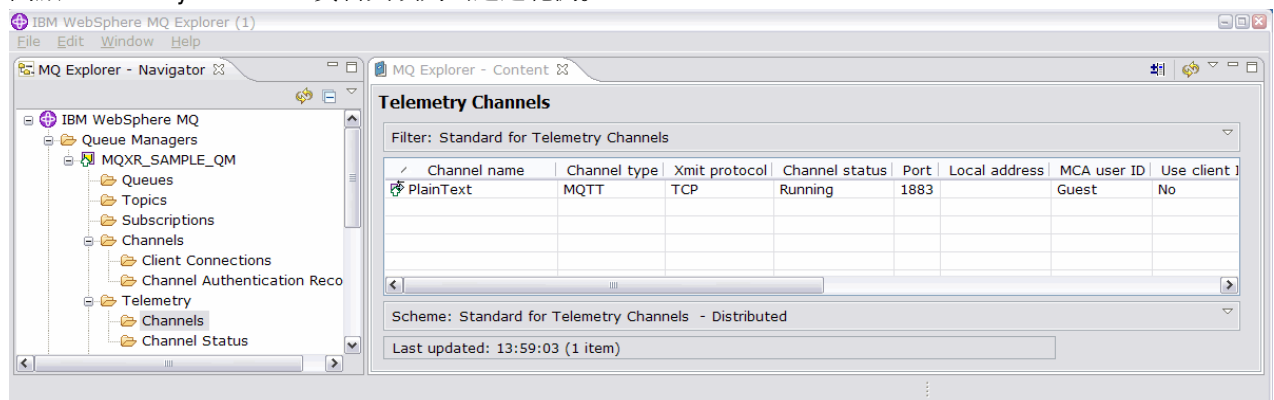 IBM WebSphere MQ Explorer (1)
File Edit Window Help
MQ Explorer - Navigator
IBM WebSphere MQ
Queue Managers
MQXR_SAMPLE_QM
Queues
Topics
Subscriptions
Channels
Client Connections
Channel Authentication Reco
Telemetry
Channels
Channel Status
MQ Explorer - Content
Telemetry Channels
Filter: Standard for Telemetry Channels
Channel name Channel type Xmit protocol Channel status Port Local address MCA user ID Use client I
PlainText MQTT TCP Running 1883 Guest No
Scheme: Standard for Telemetry Channels - Distributed
Last updated: 13:59:03 (1 item)